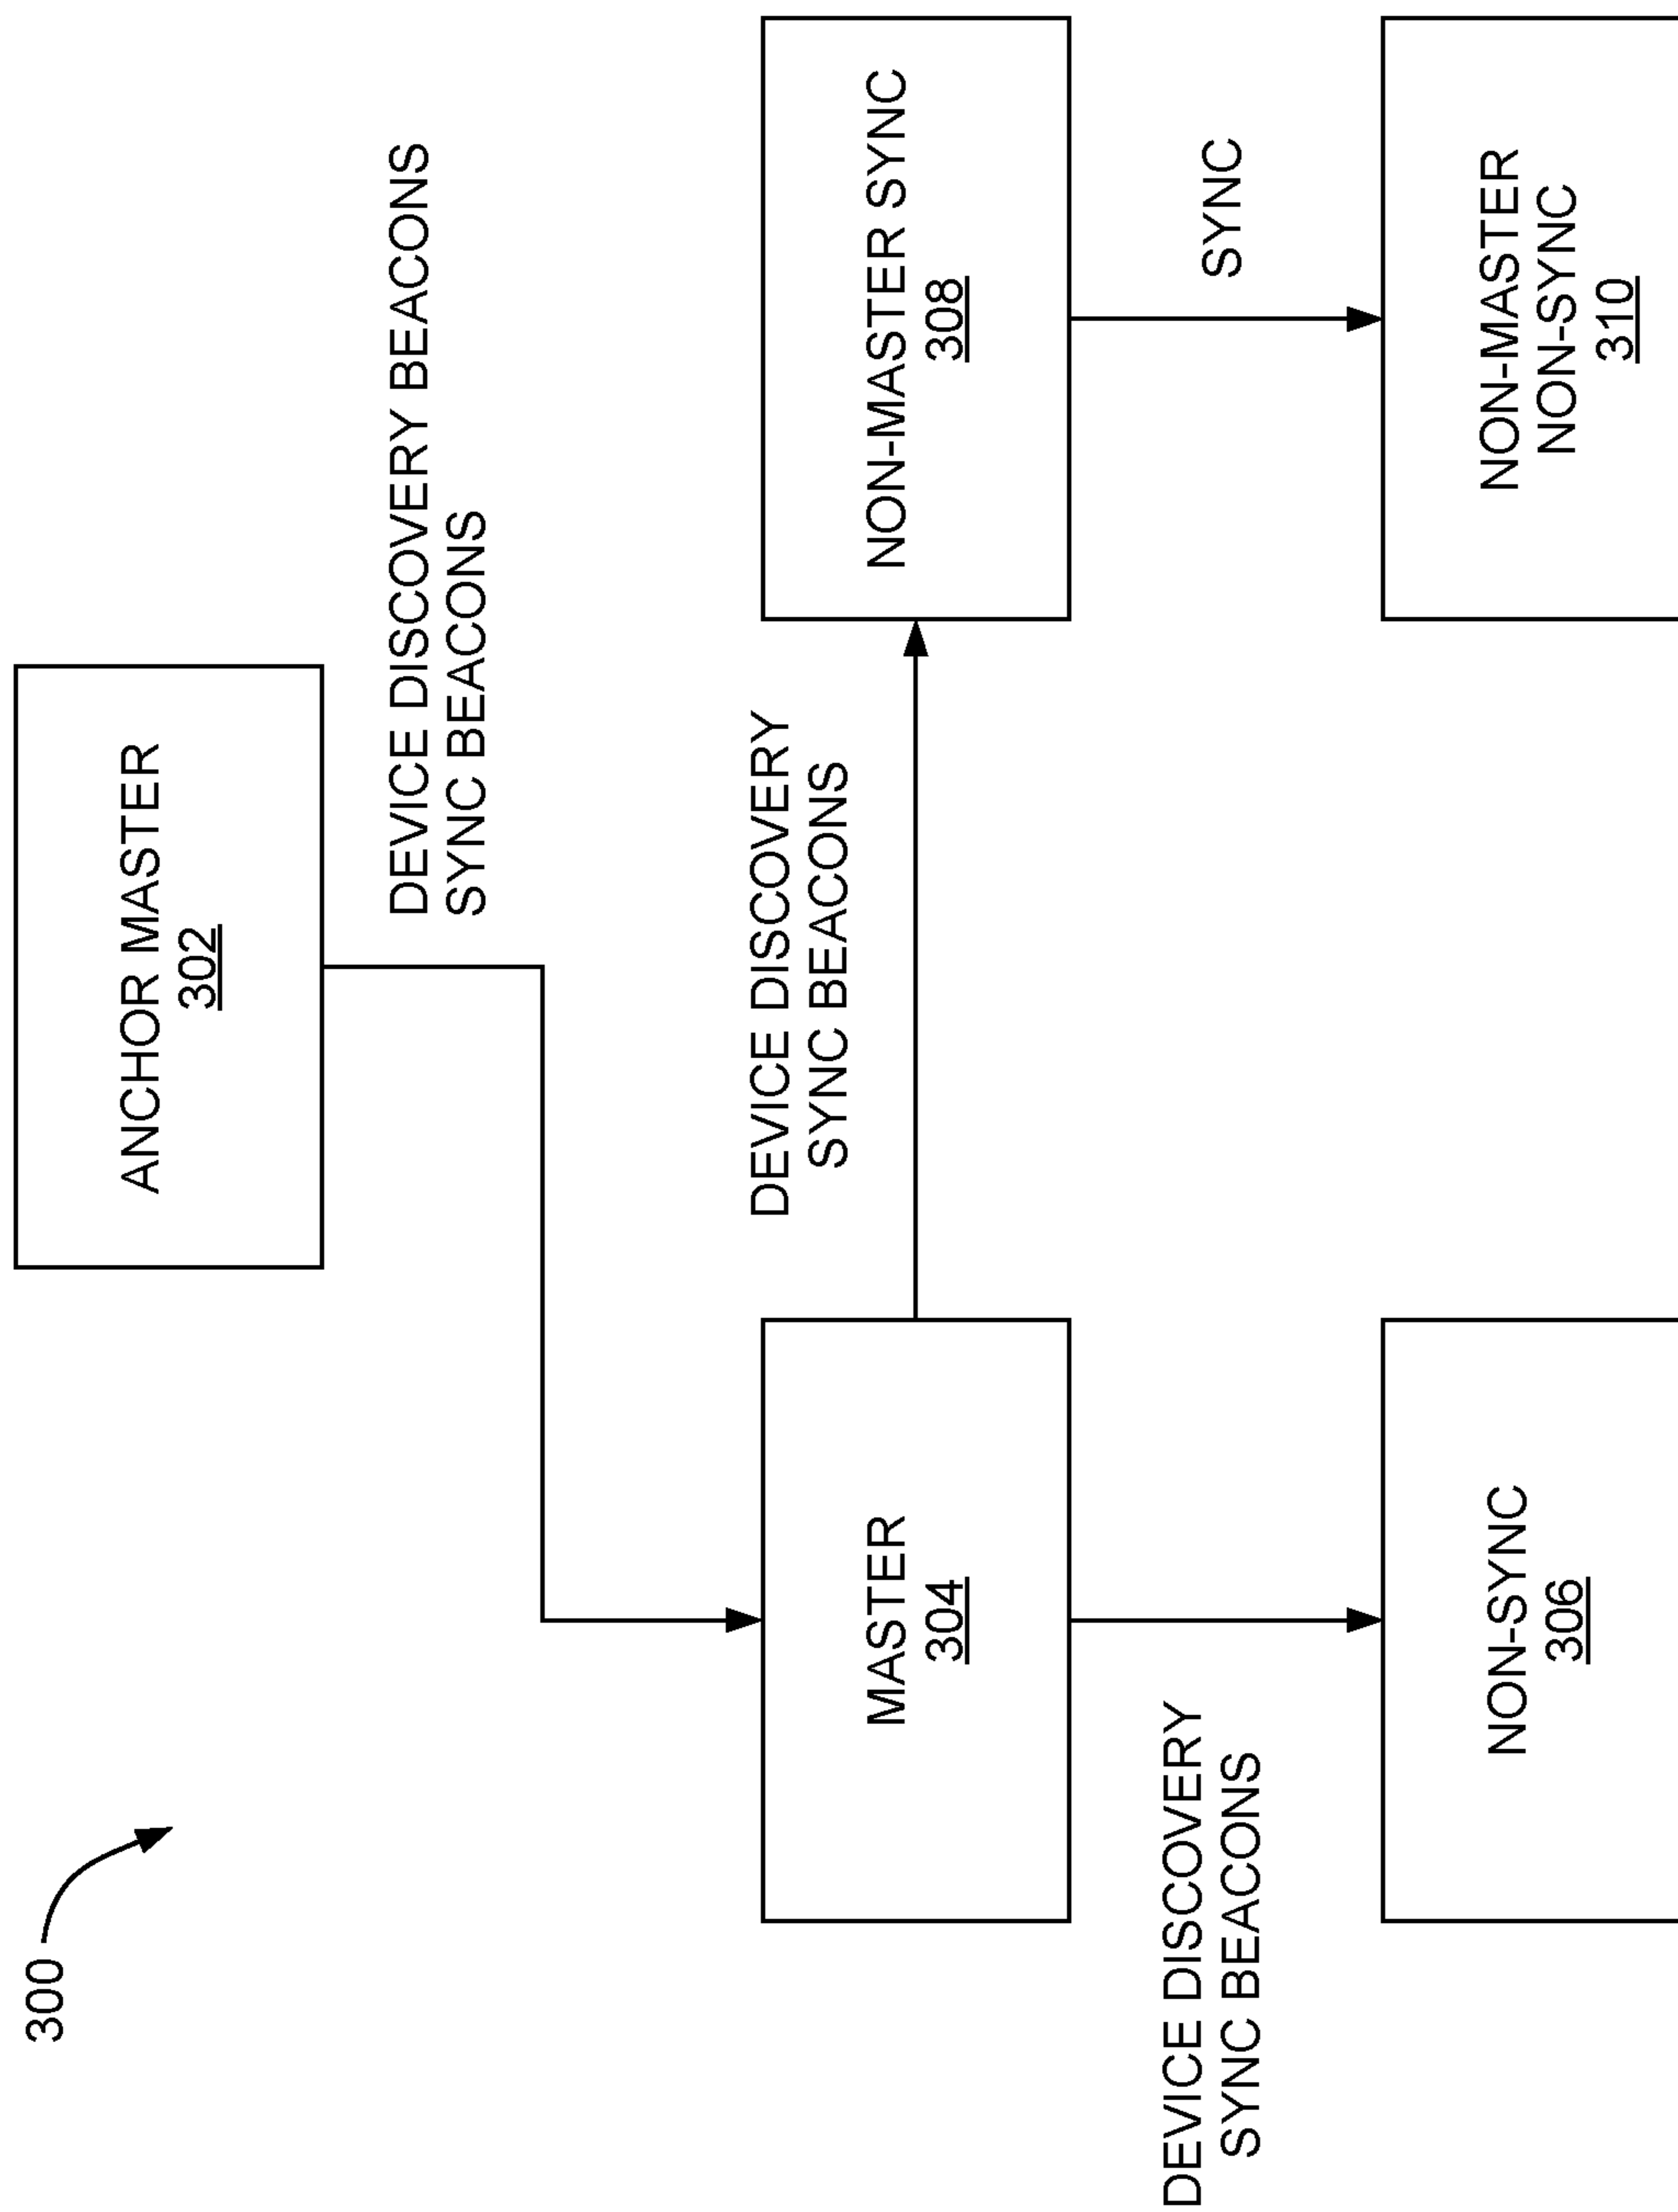 300
ANCHOR MASTER
302
DEVICE DISCOVERY BEACONS
SYNC BEACONS
MASTER
304
DEVICE DISCOVERY
SYNC BEACONS
NON-MASTER SYNC
308
DEVICE DISCOVERY
SYNC BEACONS
SYNC
NON-SYNC
306
NON-MASTER
NON-SYNC
310